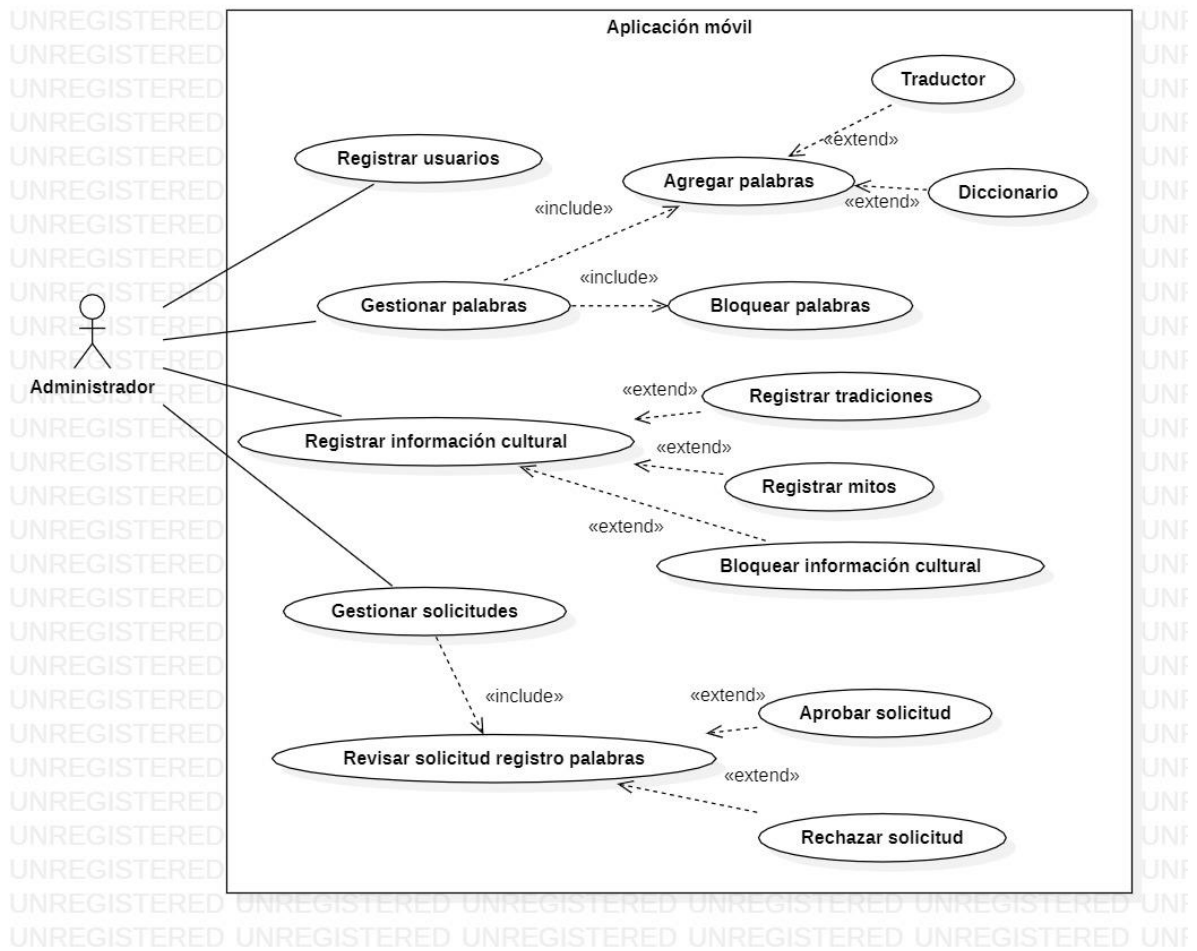 Aplicación móvil
Traductor
«extend»
Registrar usuarios
Agregar palabras
Diccionario
«extend»
«include»
Gestionar palabras
«include»
Bloquear palabras
Administrador
«extend»
Registrar tradiciones
Registrar información cultural
«extend»
Registrar mitos
«extend»
Bloquear información cultural
Gestionar solicitudes
«include»
«extend»
Aprobar solicitud
Revisar solicitud registro palabras
«extend»
Rechazar solicitud
UNREGISTERED